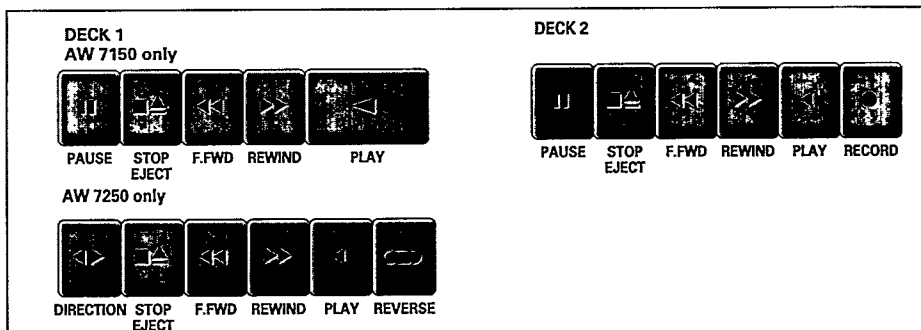 DECK 1
AW 7150 only
PAUSE STOP EJECT F.FWD REWIND PLAY
AW 7250 only
DIRECTION STOP EJECT F.FWD REWIND PLAY REVERSE
DECK 2
PAUSE STOP EJECT F.FWD REWIND PLAY RECORD